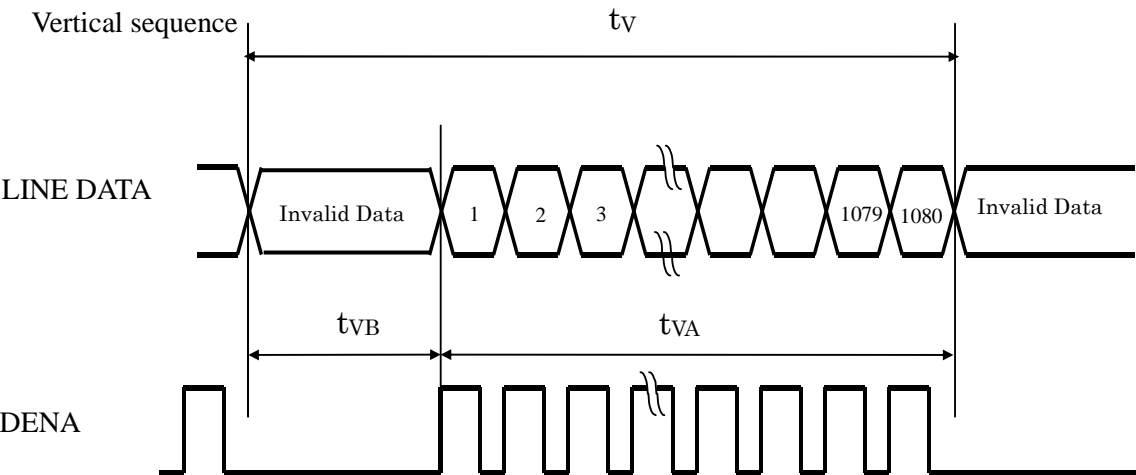 Vertical sequence
tV
LINE DATA
Invalid Data
1
2
3
1079
1080
Invalid Data
tVB
tVA
DENA